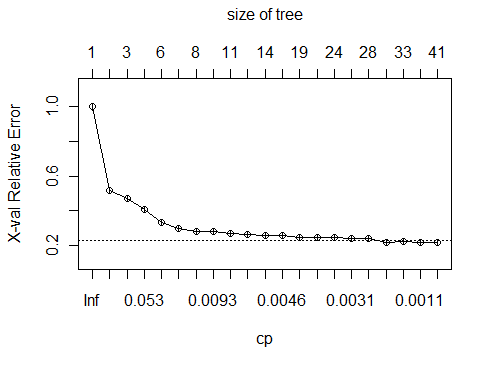 size of tree
1 3 6 8 11 14 19 24 28 33 41
X-val Relative Error
1.0
0.6
0.2
Inf 0.053 0.0093 0.0046 0.0031 0.0011
cp